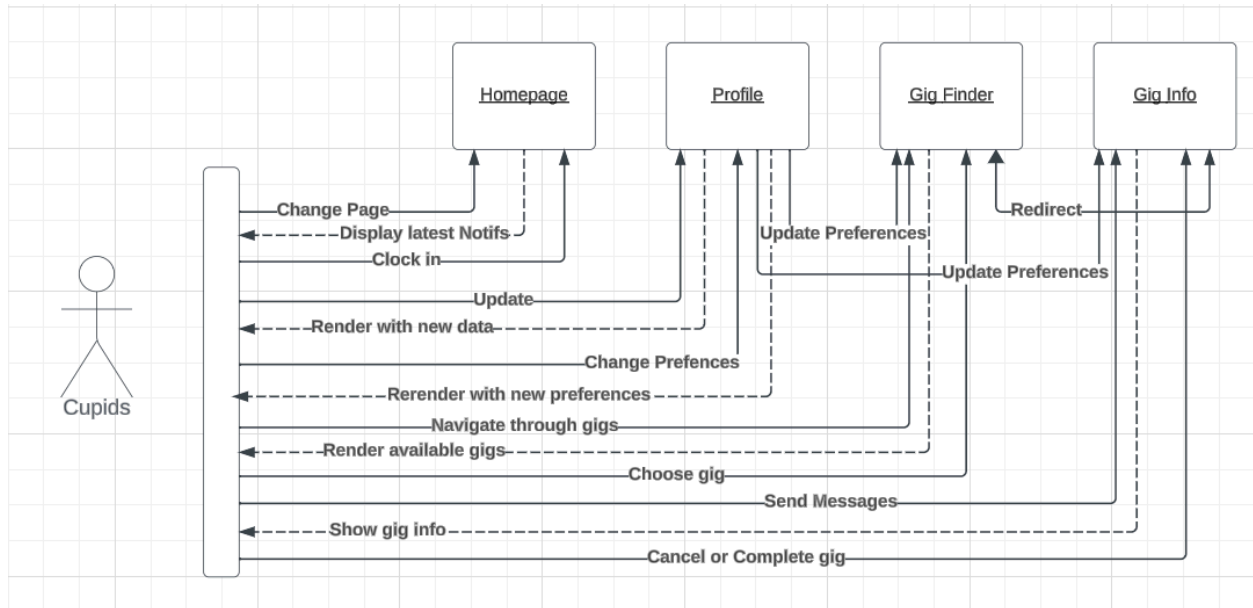 Homepage
Profile
Gig Finder
Gig Info
Change Page
Redirect
Display latest Notifs
Update Preferences
Clock in
Update Preferences
Update
Render with new data
Change Prefences
Rerender with new preferences
Cupids
Navigate through gigs
Render available gigs
Choose gig
Send Messages
Show gig info
Cancel or Complete gig